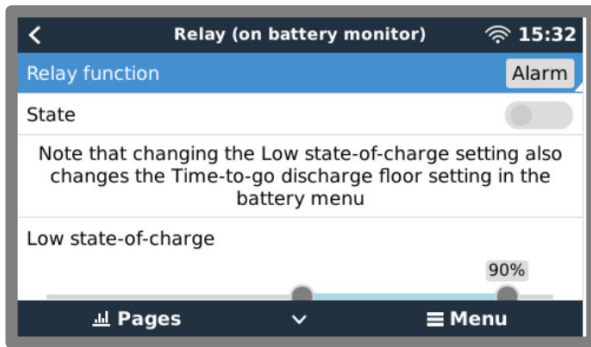 Relay (on battery monitor) 15:32
Relay function Alarm
State
Note that changing the Low state-of-charge setting also
changes the Time-to-go discharge floor setting in the
battery menu
Low state-of-charge
90%
Pages Menu